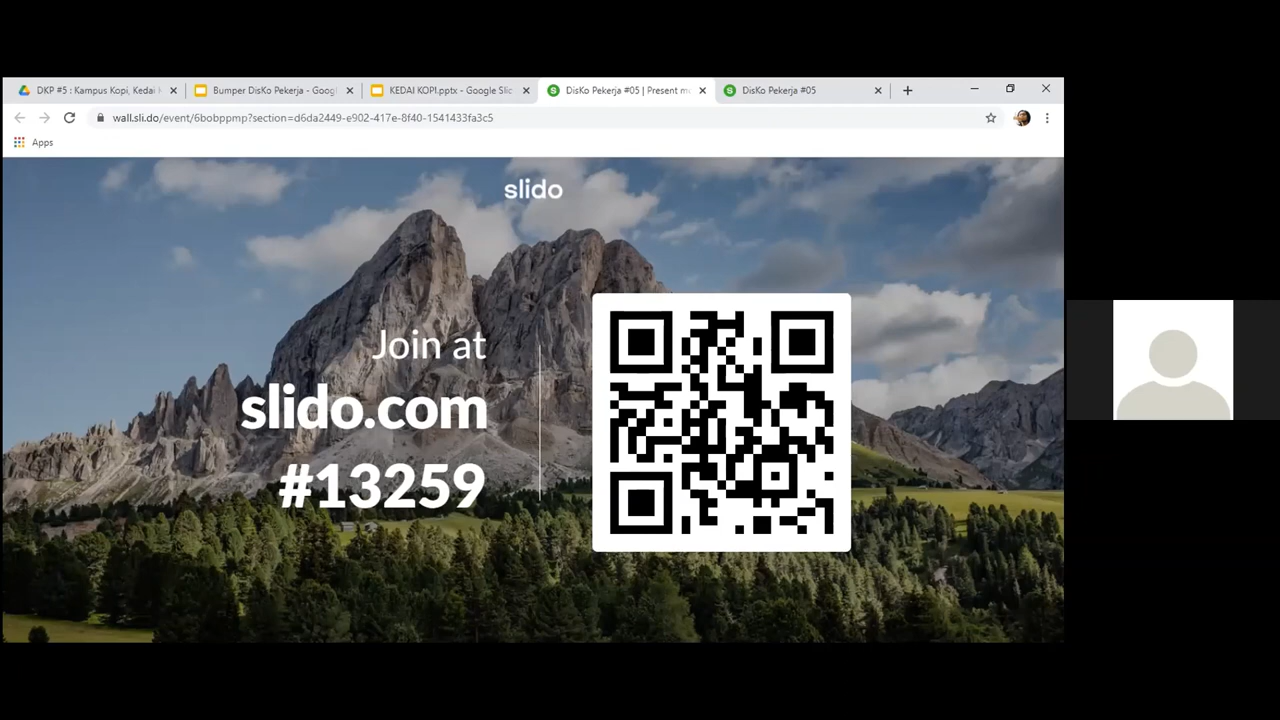 DKP #5 : Kampus Kopi, Kedai
Bumper DisKo Pekerja - Googl
KEDAI KOPI.pptx - Google Slic
DisKo Pekerja #05 | Present m
DisKo Pekerja #05
wall.sli.do/event/6bobppmp?section=d6da2449-e902-417e-8f40-1541433fa3c5
Apps
slido
Join at
slido.com
#13259